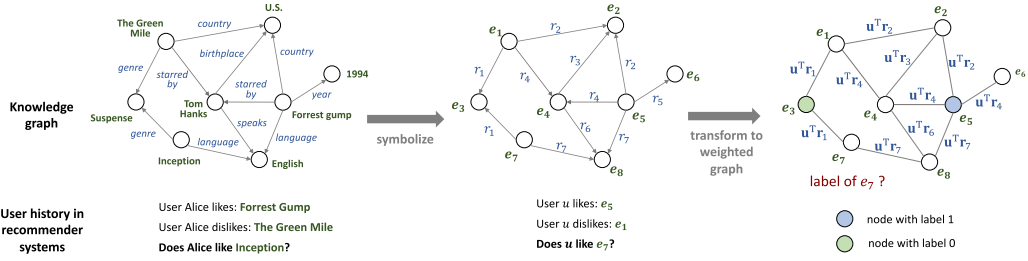 Knowledge
graph
The Green
Mile
U.S.
country
birthplace
country
genre
starred
by
starred
by
1994
year
Suspense
Tom
Hanks
Forrest gump
genre
speaks
language
language
Inception
English
symbolize
e1
e2
r2
r1
r4
r3
r2
e6
e3
e4
r4
r5
e5
r1
r6
r7
e7
r7
e8
transform to
weighted
graph
e1
e2
uᵀr2
uᵀr1
uᵀr3
uᵀr2
uᵀr4
e6
e3
uᵀr4
uᵀr4
e4
e5
uᵀr1
uᵀr6
uᵀr7
e7
uᵀr7
e8
label of e7 ?
User history in
recommender
systems
User Alice likes: Forrest Gump
User Alice dislikes: The Green Mile
Does Alice like Inception?
User u likes: e5
User u dislikes: e1
Does u like e7?
node with label 1
node with label 0